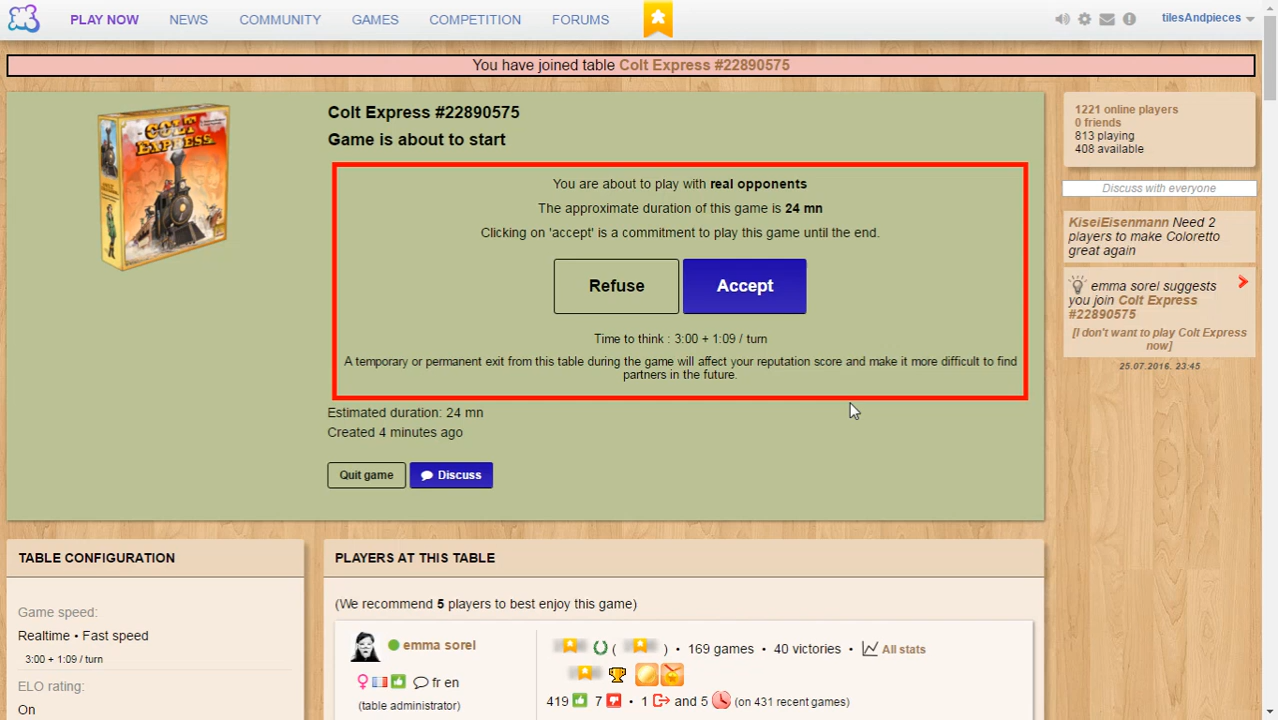 PLAY NOW NEWS COMMUNITY GAMES COMPETITION FORUMS tilesAndpieces
You have joined table Colt Express #22890575
COLT
EXPRESS
Colt Express #22890575
Game is about to start
You are about to play with real opponents
The approximate duration of this game is 24 mn
Clicking on 'accept' is a commitment to play this game until the end.
Refuse Accept
Time to think : 3:00 + 1:09 / turn
A temporary or permanent exit from this table during the game will affect your reputation score and make it more difficult to find
partners in the future.
Estimated duration: 24 mn
Created 4 minutes ago
Quit game Discuss
1221 online players
0 friends
813 playing
408 available
Discuss with everyone
KiseiEisenmann Need 2
players to make Coloretto
great again
emma sorel suggests
you join Colt Express
#22890575
[I don't want to play Colt Express
now]
25.07.2016. 23:45
TABLE CONFIGURATION
Game speed:
Realtime • Fast speed
3:00 + 1:09 / turn
ELO rating:
On
PLAYERS AT THIS TABLE
(We recommend 5 players to best enjoy this game)
emma sorel
fr en
(table administrator)
( ) • 169 games • 40 victories • All stats
419 7 • 1 and 5 (on 431 recent games)